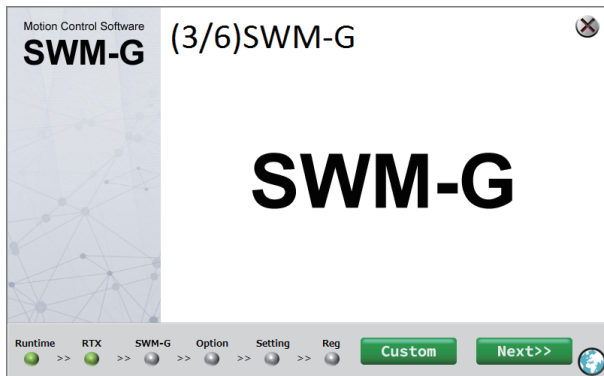 Motion Control Software
SWM-G
(3/6)SWM-G
SWM-G
Runtime >> RTX >> SWM-G >> Option >> Setting >> Reg
Custom
Next>>